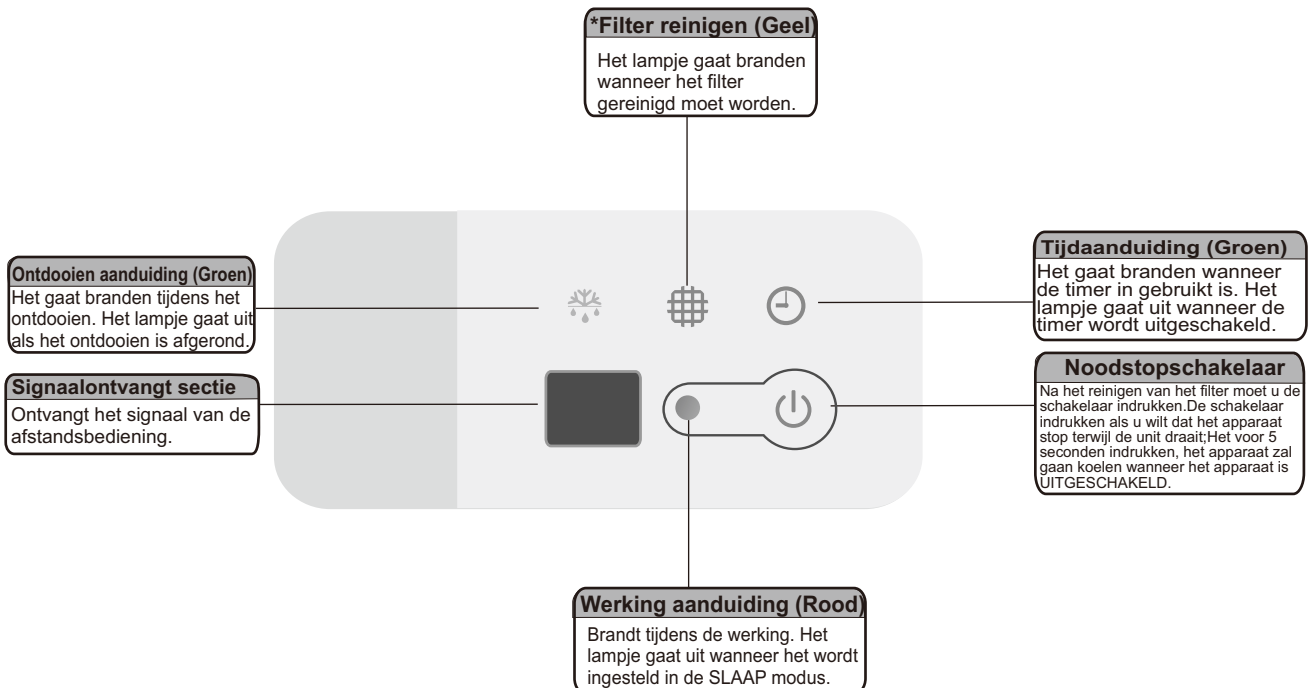 *Filter reinigen (Geel)
Het lampje gaat branden
wanneer het filter
gereinigd moet worden.
Ontdooien aanduiding (Groen)
Het gaat branden tijdens het
ontdooien. Het lampje gaat uit
als het ontdooien is afgerond.
Signaalontvangt sectie
Ontvangt het signaal van de
afstandsbediening.
Tijdaanduiding (Groen)
Het gaat branden wanneer
de timer in gebruikt is. Het
lampje gaat uit wanneer de
timer wordt uitgeschakeld.
Noodstopschakelaar
Na het reinigen van het filter moet u de
schakelaar indrukken.De schakelaar
indrukken als u wilt dat het apparaat
stop terwijl de unit draait;Het voor 5
seconden indrukken, het apparaat zal
gaan koelen wanneer het apparaat is
UITGESCHAKELD.
Werking aanduiding (Rood)
Brandt tijdens de werking. Het
lampje gaat uit wanneer het wordt
ingesteld in de SLAAP modus.